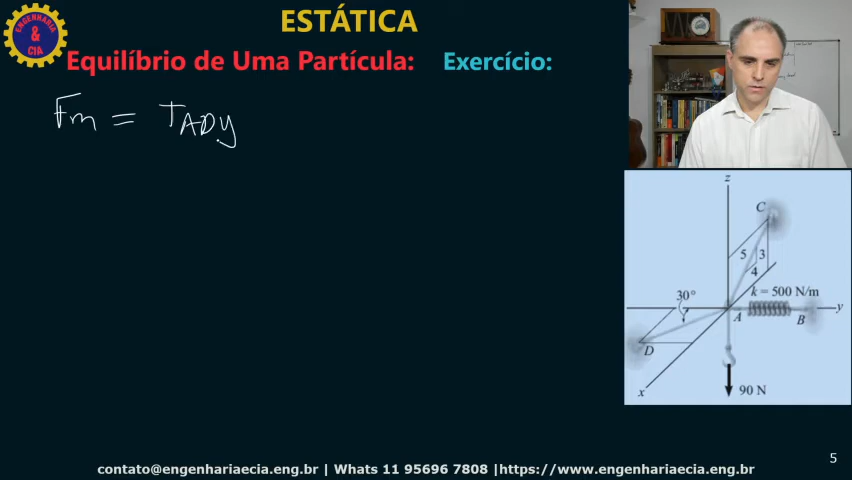 ENGENHARIA
&
CIA
ESTÁTICA
Equilíbrio de Uma Partícula: Exercício:
Fm = TADy
z
C
5
3
4
k = 500 N/m
30°
A
B
y
D
x
90 N
5
contato@engenhariaecia.eng.br | Whats 11 95696 7808 |https://www.engenhariaecia.eng.br